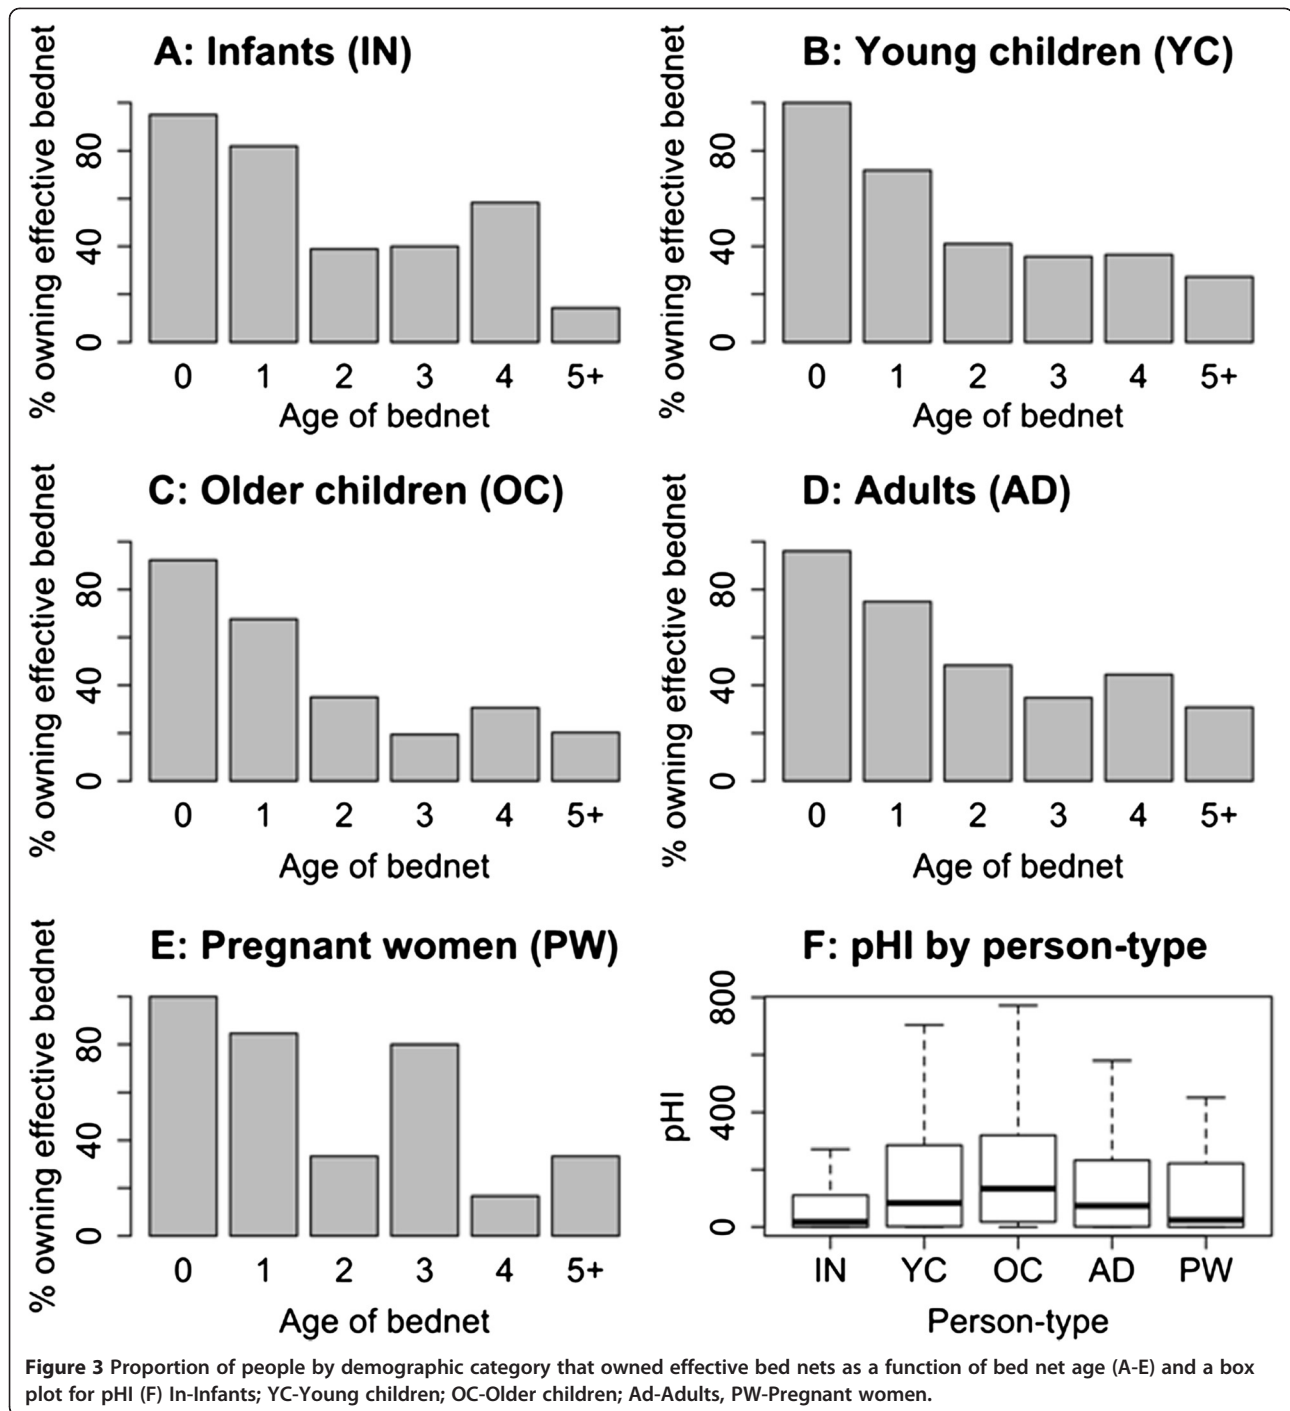 A: Infants (IN)
% owning effective bednet
80
40
0
0 1 2 3 4 5+
Age of bednet
B: Young children (YC)
% owning effective bednet
80
40
0
0 1 2 3 4 5+
Age of bednet
C: Older children (OC)
% owning effective bednet
80
40
0
0 1 2 3 4 5+
Age of bednet
D: Adults (AD)
% owning effective bednet
80
40
0
0 1 2 3 4 5+
Age of bednet
E: Pregnant women (PW)
% owning effective bednet
80
40
0
0 1 2 3 4 5+
Age of bednet
F: pHI by person-type
pHI
800
400
0
IN YC OC AD PW
Person-type
Figure 3 Proportion of people by demographic category that owned effective bed nets as a function of bed net age (A-E) and a box
plot for pHI (F) In-Infants; YC-Young children; OC-Older children; Ad-Adults, PW-Pregnant women.